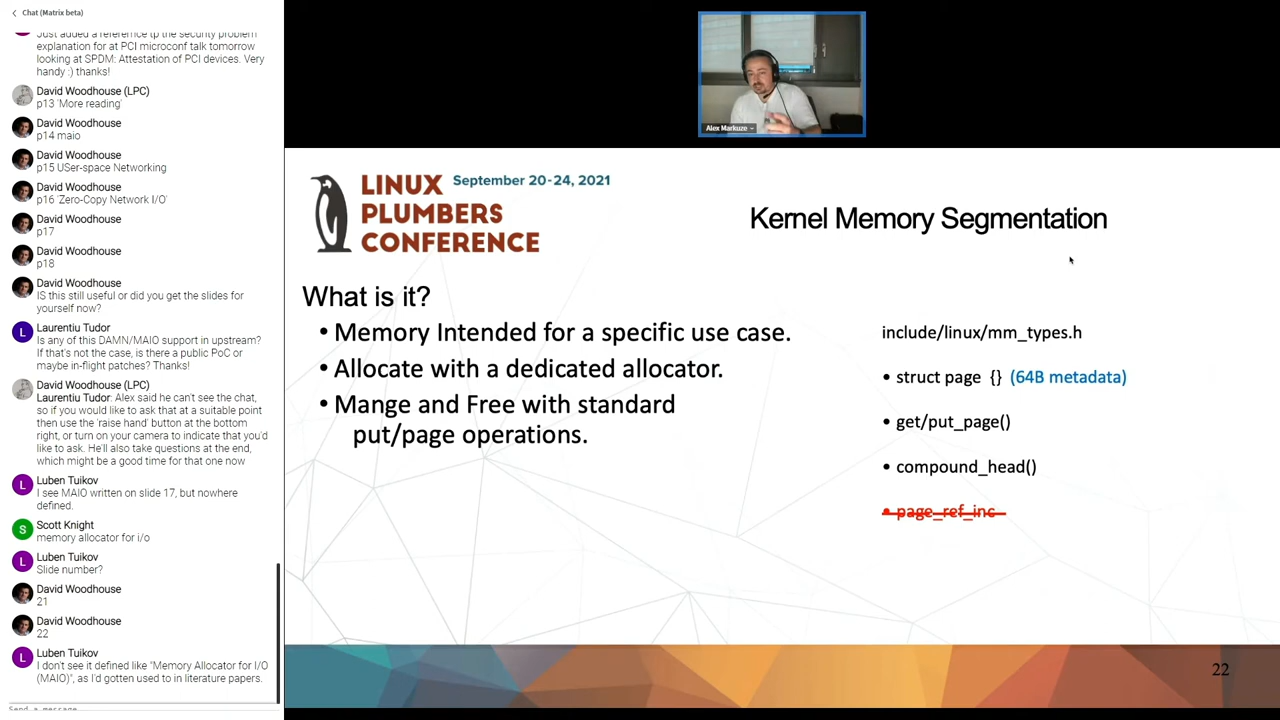 Chat (Matrix beta)
Just added a reference tp the security problem
explanation for at PCI microconf talk tomorrow
looking at SPDM: Attestation of PCI devices. Very
handy :) thanks!
David Woodhouse (LPC)
p13 'More reading'
David Woodhouse
p14 maio
David Woodhouse
p15 USer-space Networking
David Woodhouse
p16 'Zero-Copy Network I/O'
David Woodhouse
p17
David Woodhouse
p18
David Woodhouse
IS this still useful or did you get the slides for
yourself now?
L
Laurentiu Tudor
Is any of this DAMN/MAIO support in upstream?
If that's not the case, is there a public PoC or
maybe in-flight patches? Thanks!
David Woodhouse (LPC)
Laurentiu Tudor: Alex said he can't see the chat,
so if you would like to ask that at a suitable point
then use the 'raise hand' button at the bottom
right, or turn on your camera to indicate that you'd
like to ask. He'll also take questions at the end,
which might be a good time for that one now
L
Luben Tuikov
I see MAIO written on slide 17, but nowhere
defined.
S
Scott Knight
memory allocator for i/o
L
Luben Tuikov
Slide number?
David Woodhouse
21
David Woodhouse
22
L
Luben Tuikov
I don't see it defined like "Memory Allocator for I/O
(MAIO)", as I'd gotten used to in literature papers.
Send a message
Alex Markuze
LINUX
PLUMBERS
CONFERENCE
September 20-24, 2021
Kernel Memory Segmentation
What is it?
• Memory Intended for a specific use case.
• Allocate with a dedicated allocator.
• Mange and Free with standard
put/page operations.
include/linux/mm_types.h
• struct page {} (64B metadata)
• get/put_page()
• compound_head()
• page_ref_inc
22